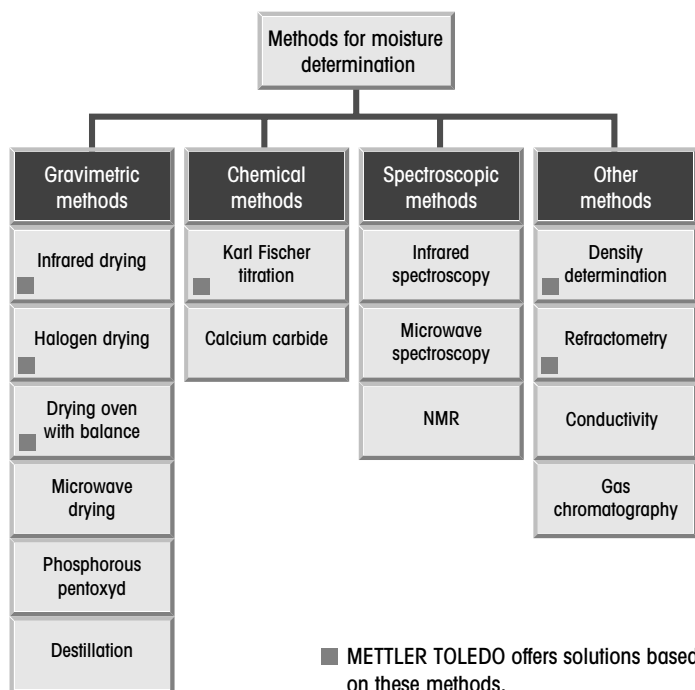 Methods for moisture
determination
Gravimetric
methods
Infrared drying
Halogen drying
Drying oven
with balance
Microwave
drying
Phosphorous
pentoxyd
Destillation
Chemical
methods
Karl Fischer
titration
Calcium carbide
Spectroscopic
methods
Infrared
spectroscopy
Microwave
spectroscopy
NMR
Other
methods
Density
determination
Refractometry
Conductivity
Gas
chromatography
METTLER TOLEDO offers solutions based
on these methods.